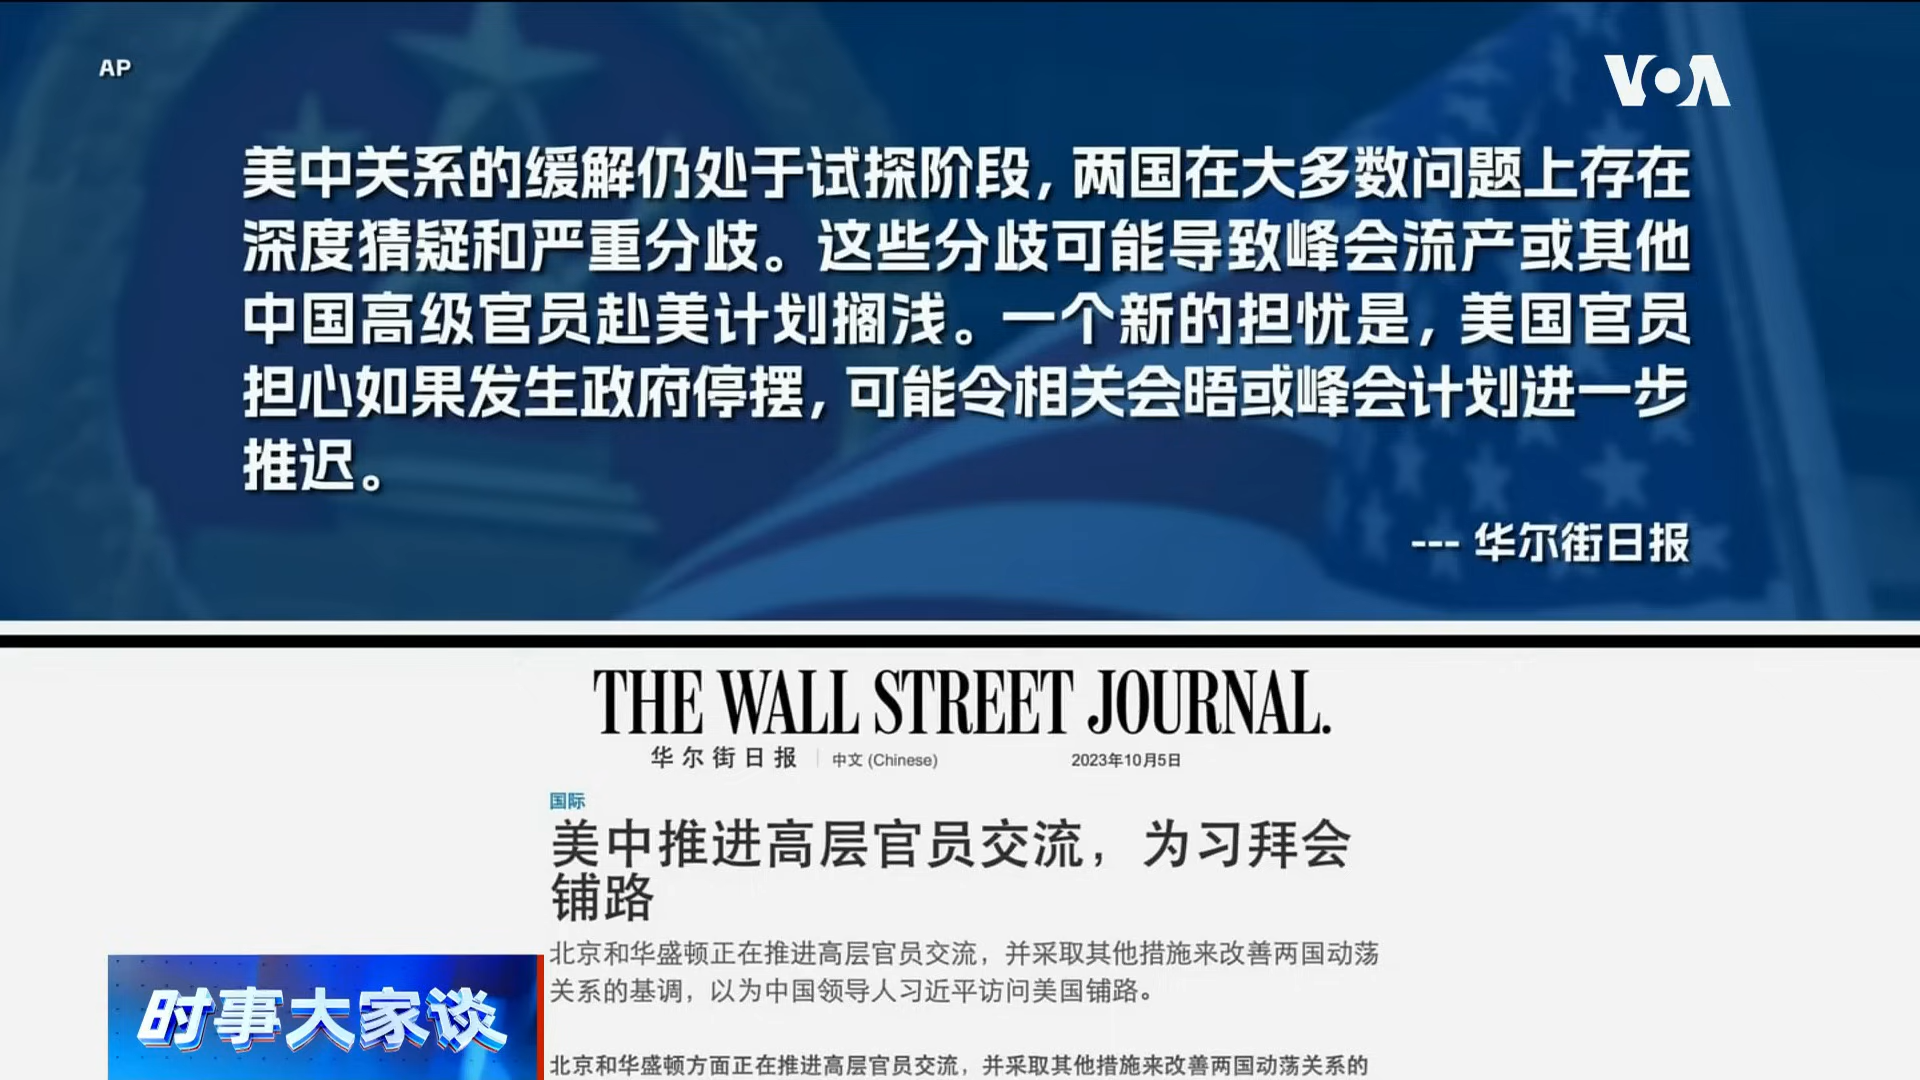 AP
VOA
美中关系的缓解仍处于试探阶段，两国在大多数问题上存在
深度猜疑和严重分歧。这些分歧可能导致峰会流产或其他
中国高级官员赴美计划搁浅。一个新的担忧是，美国官员
担心如果发生政府停摆，可能令相关会晤或峰会计划进一步
推迟。
--- 华尔街日报
THE WALL STREET JOURNAL.
华尔街日报 | 中文 (Chinese) 2023年10月5日
国际
美中推进高层官员交流，为习拜会
铺路
北京和华盛顿正在推进高层官员交流，并采取其他措施来改善两国动荡
关系的基调，以为中国领导人习近平访问美国铺路。
时事大家谈
北京和华盛顿方面正在推进高层官员交流，并采取其他措施来改善两国动荡关系的